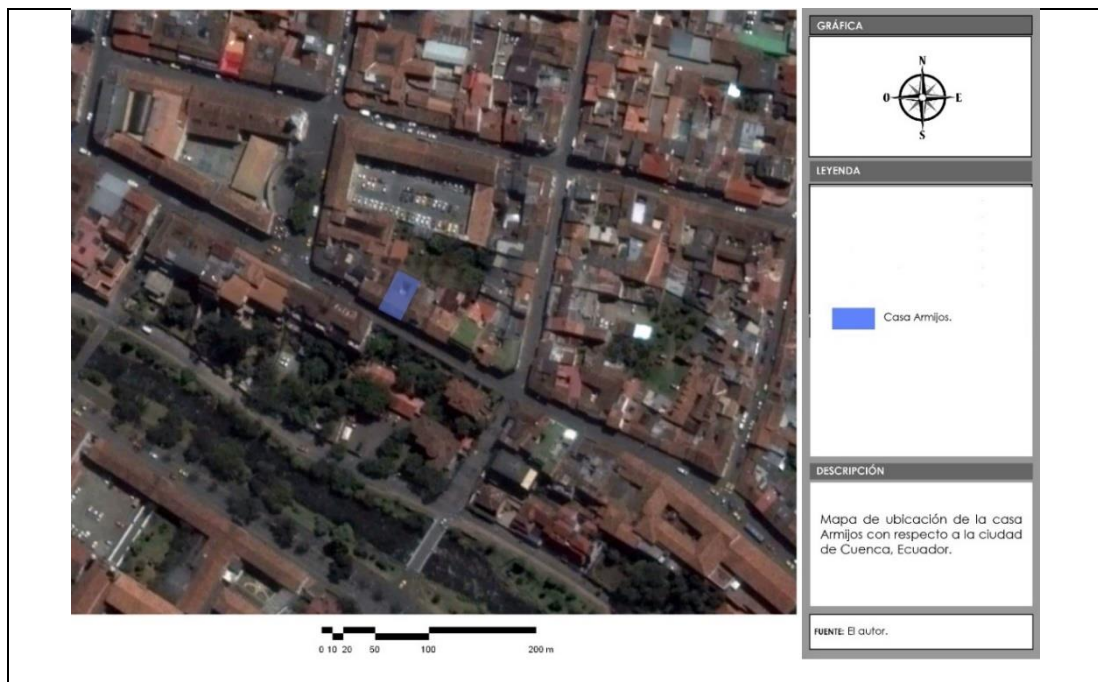 GRÁFICA
N
O E
S
LEYENDA
Casa Armijos.
DESCRIPCIÓN
Mapa de ubicación de la casa
Armijos con respecto a la ciudad
de Cuenca, Ecuador.
FUENTE: El autor.
0 10 20 50 100 200 m